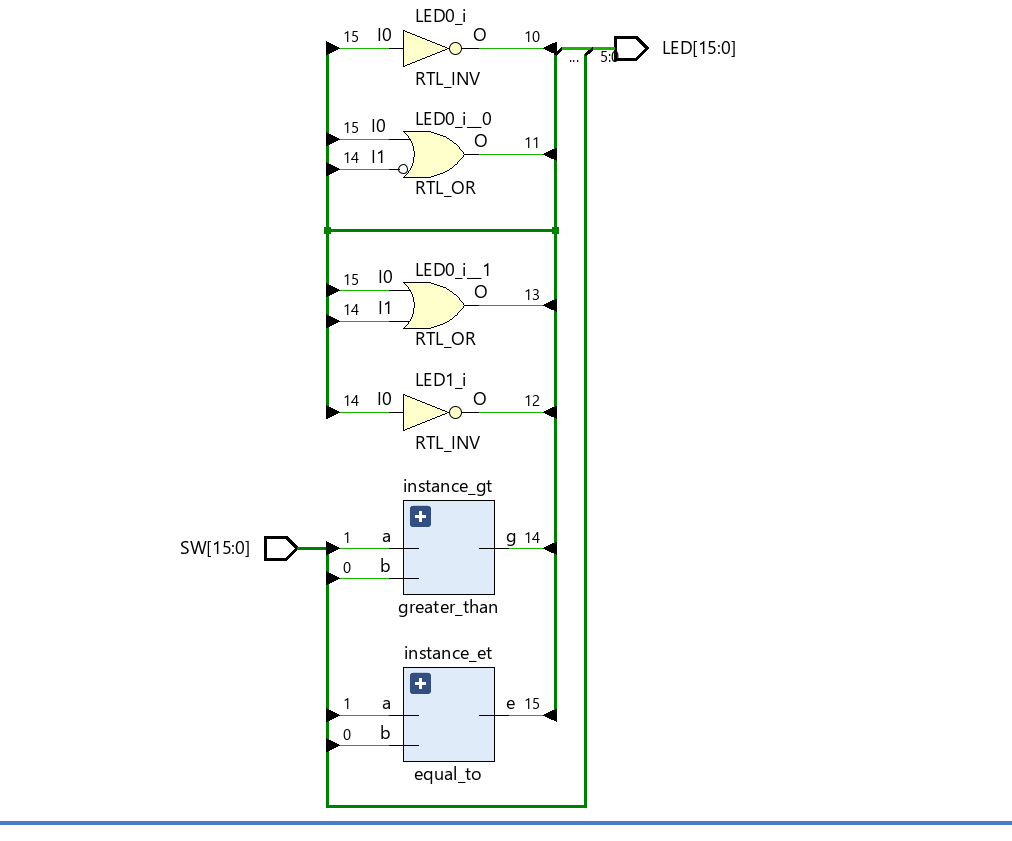 LED0_i
15 I0 O 10
RTL_INV
LED[15:0]
... 5:0
LED0_i__0
15 I0 O 11
14 I1
RTL_OR
LED0_i__1
15 I0 O 13
14 I1
RTL_OR
LED1_i
14 I0 O 12
RTL_INV
instance_gt
SW[15:0]
1 a g 14
0 b
greater_than
instance_et
1 a e 15
0 b
equal_to